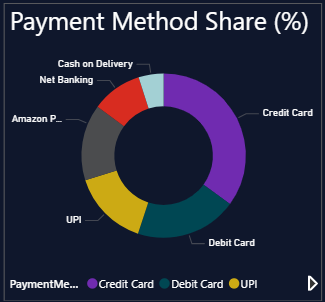 Payment Method Share (%)
Cash on Delivery
Net Banking
Credit Card
Amazon P...
UPI
Debit Card
PaymentMe... Credit Card Debit Card UPI